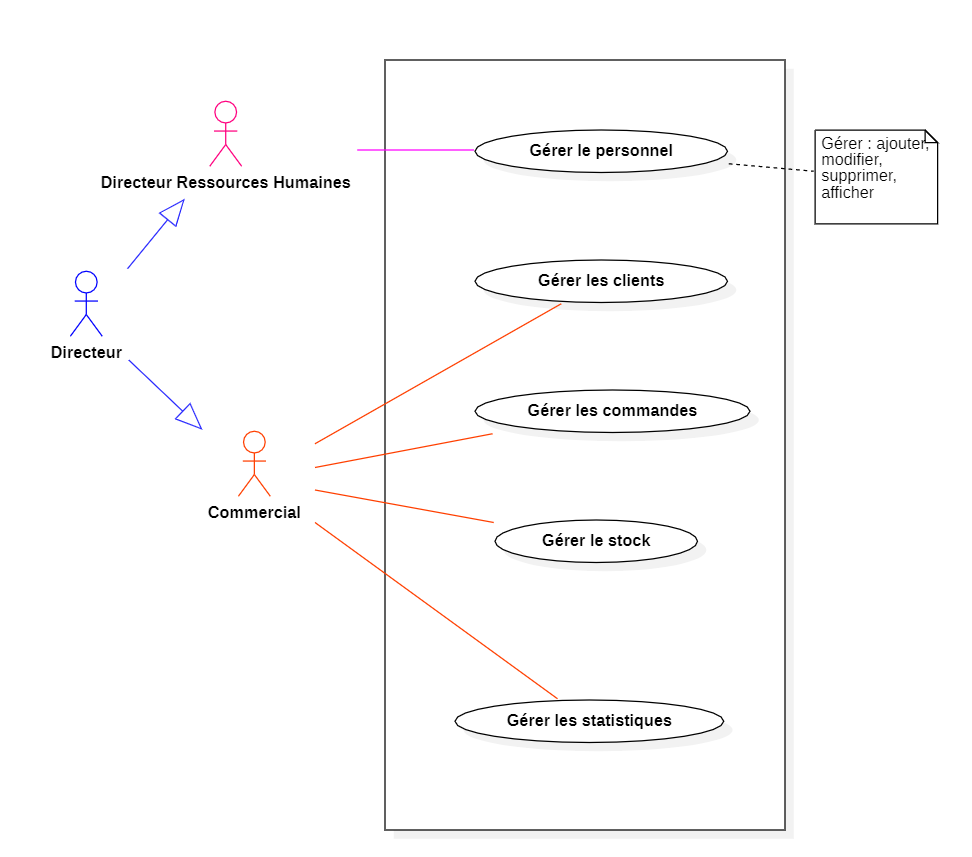 Directeur Ressources Humaines
Gérer le personnel
Gérer : ajouter,
modifier,
supprimer,
afficher
Gérer les clients
Directeur
Gérer les commandes
Commercial
Gérer le stock
Gérer les statistiques